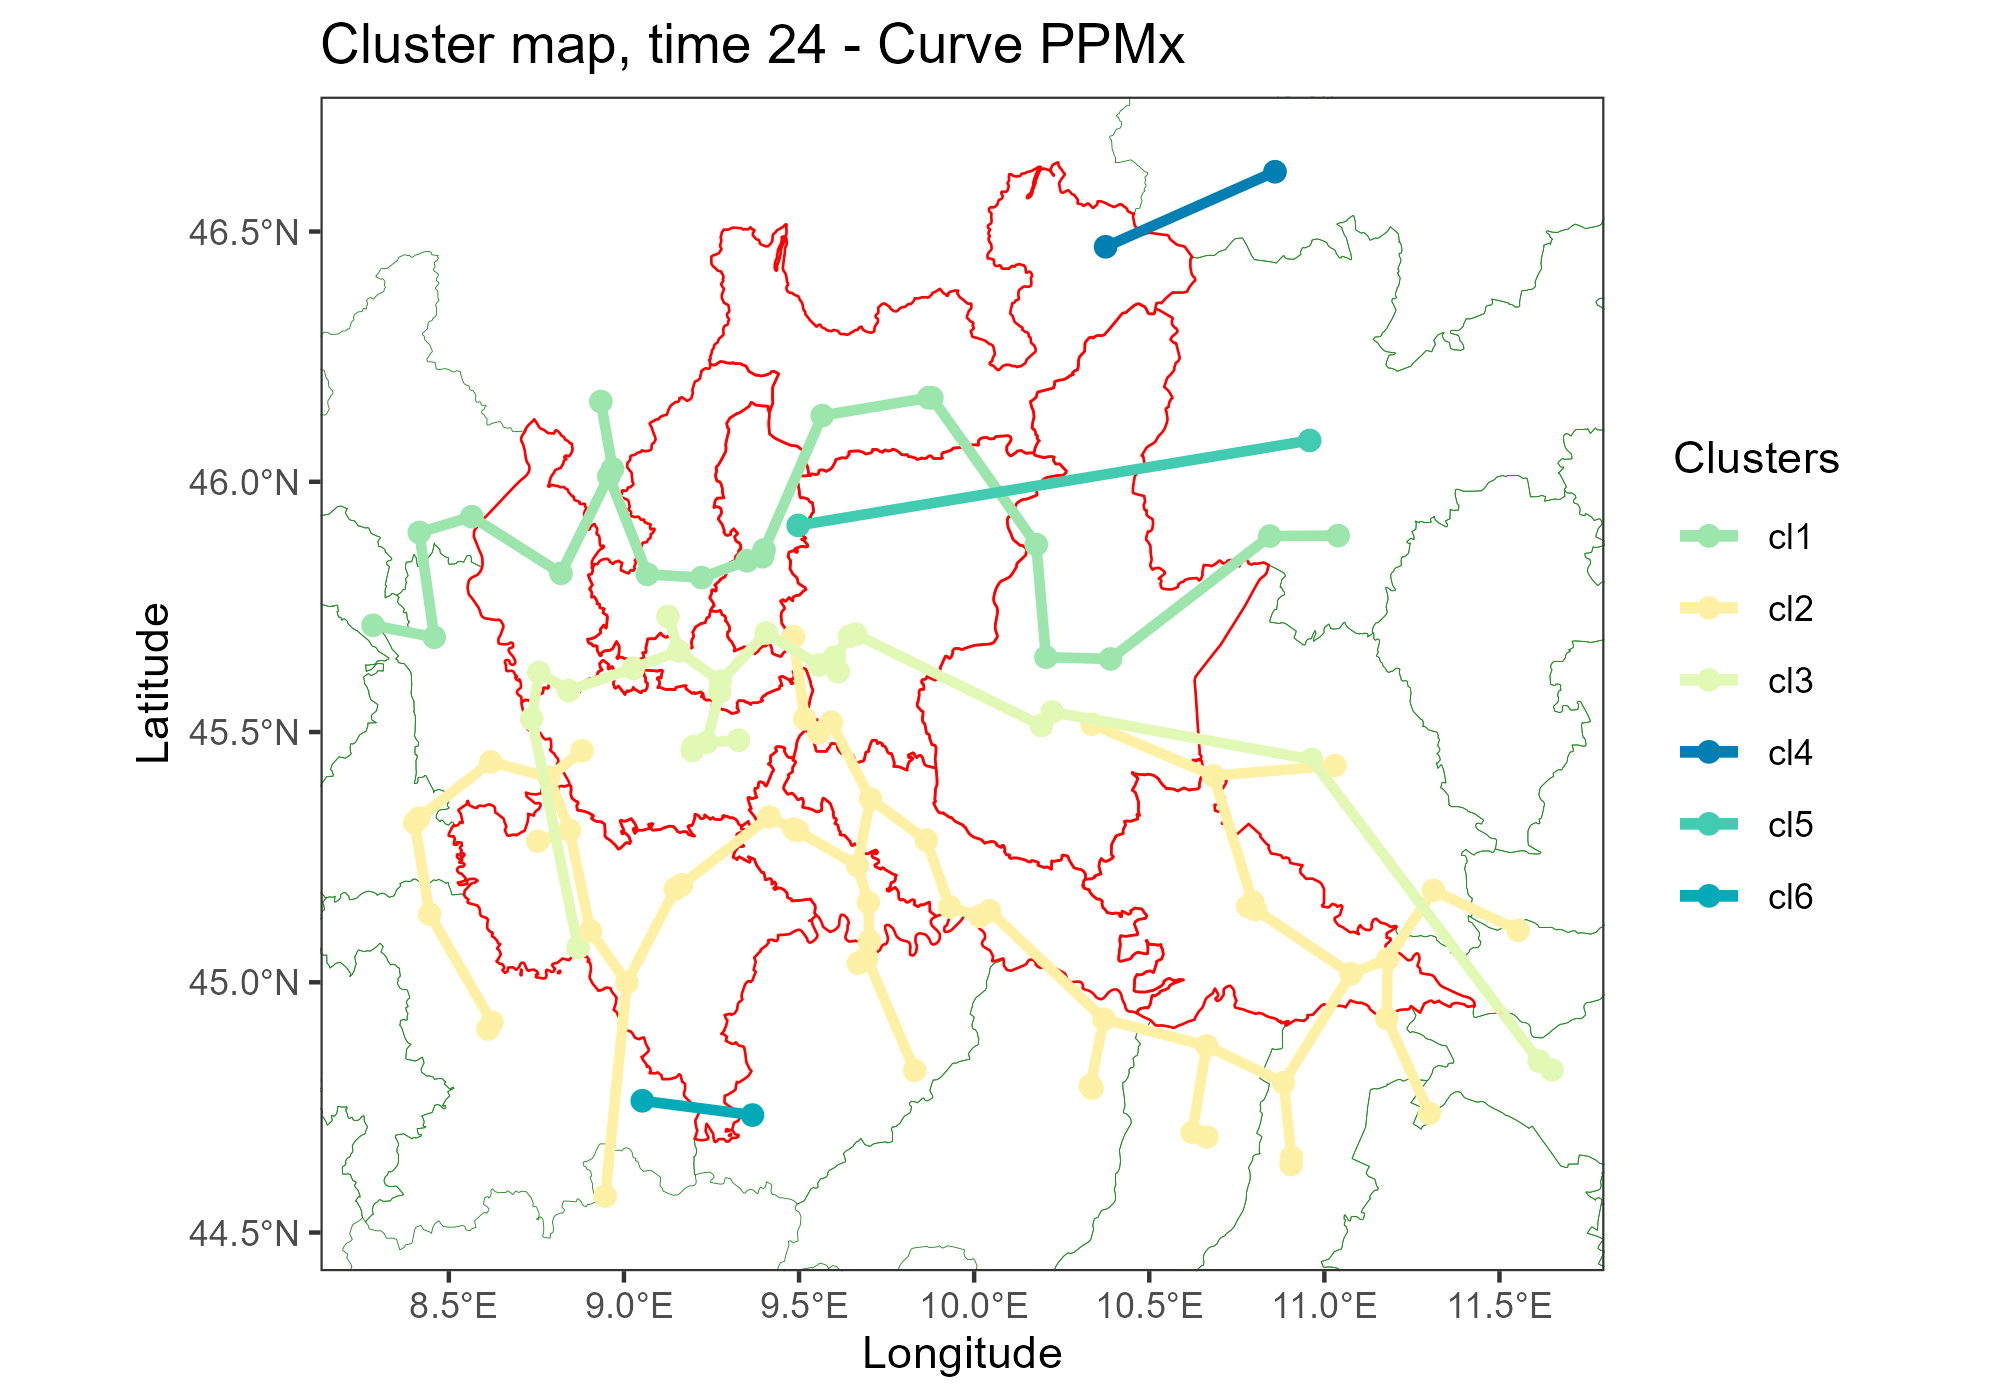 Cluster map, time 24 - Curve PPMx
46.5°N
46.0°N
45.5°N
45.0°N
44.5°N
Latitude
8.5°E
9.0°E
9.5°E
10.0°E
10.5°E
11.0°E
11.5°E
Longitude
Clusters
cl1
cl2
cl3
cl4
cl5
cl6